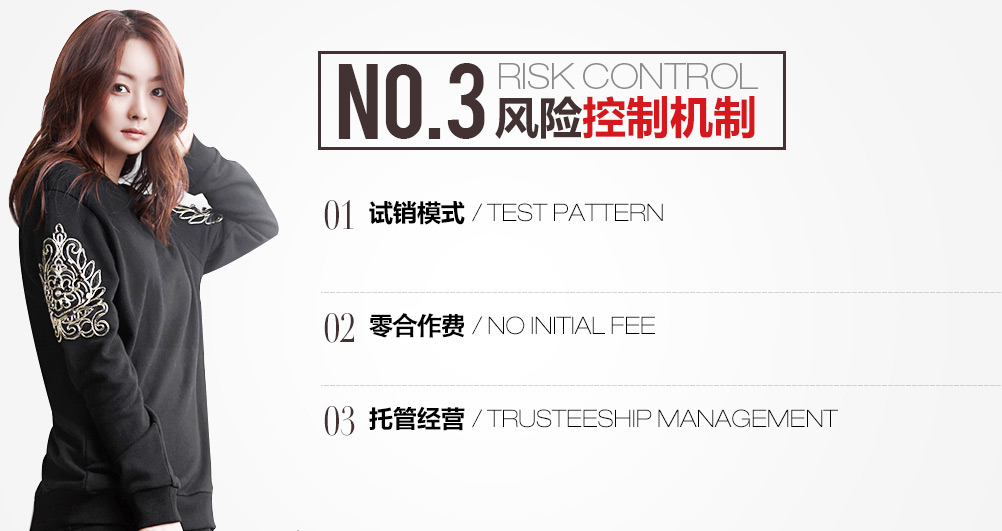 NO.3 RISK CONTROL
风险控制机制
01 试销模式 / TEST PATTERN
02 零合作费 / NO INITIAL FEE
03 托管经营 / TRUSTEESHIP MANAGEMENT